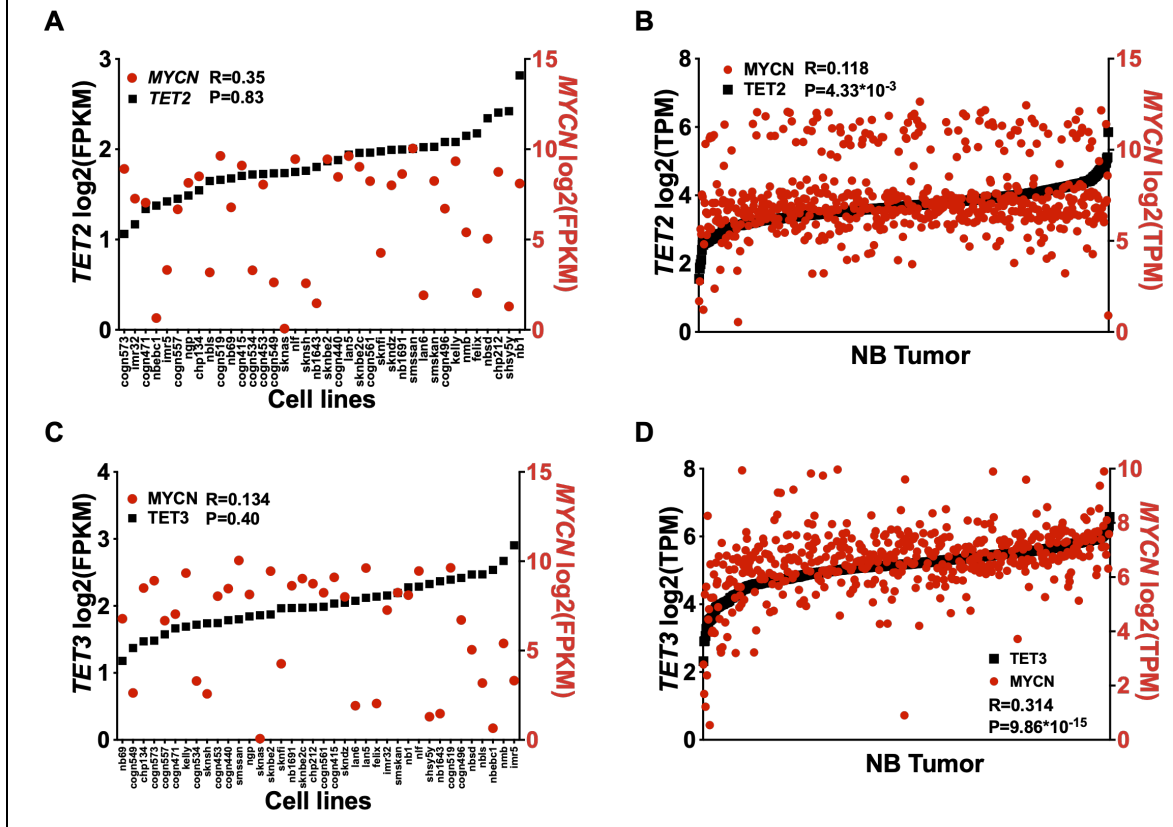 A
TET2 log2(FPKM)
MYCN log2(FPKM)
3
2
1
0
15
10
5
0
MYCN R=0.35
TET2 P=0.83
cogn573
imr32
cogn471
nbebc1
imr5
cogn557
ngp
chp134
nbls
cogn519
nb69
cogn415
cogn534
cogn453
cogn549
sknas
nlf
sknsh
nb1643
sknbe2
cogn440
lan5
sknbe2c
cogn561
sknfi
skndz
nb1691
smssan
lan6
smskan
cogn496
kelly
nmb
felix
nbsd
chp212
shsy5y
nb1
Cell lines
B
TET2 log2(TPM)
MYCN log2(TPM)
8
6
4
2
0
15
10
5
0
MYCN R=0.118
TET2 P=4.33*10-3
NB Tumor
C
TET3 log2(FPKM)
MYCN log2(FPKM)
4
3
2
1
0
15
10
5
0
MYCN R=0.134
TET3 P=0.40
nb69
cogn549
chp134
cogn573
cogn557
cogn471
kelly
cogn534
sknsh
cogn453
cogn440
smssan
ngp
sknas
sknbe2
sknfi
nb1691
sknbe2c
chp212
cogn561
cogn415
skndz
lan6
lan5
felix
imr32
smskan
nb1
nlf
shsy5y
nb1643
cogn519
cogn496
nbsd
nbls
nbebc1
nmb
imr5
Cell lines
D
TET3 log2(TPM)
MYCN log2(TPM)
8
6
4
2
0
10
8
6
4
2
0
TET3
MYCN
R=0.314
P=9.86*10-15
NB Tumor